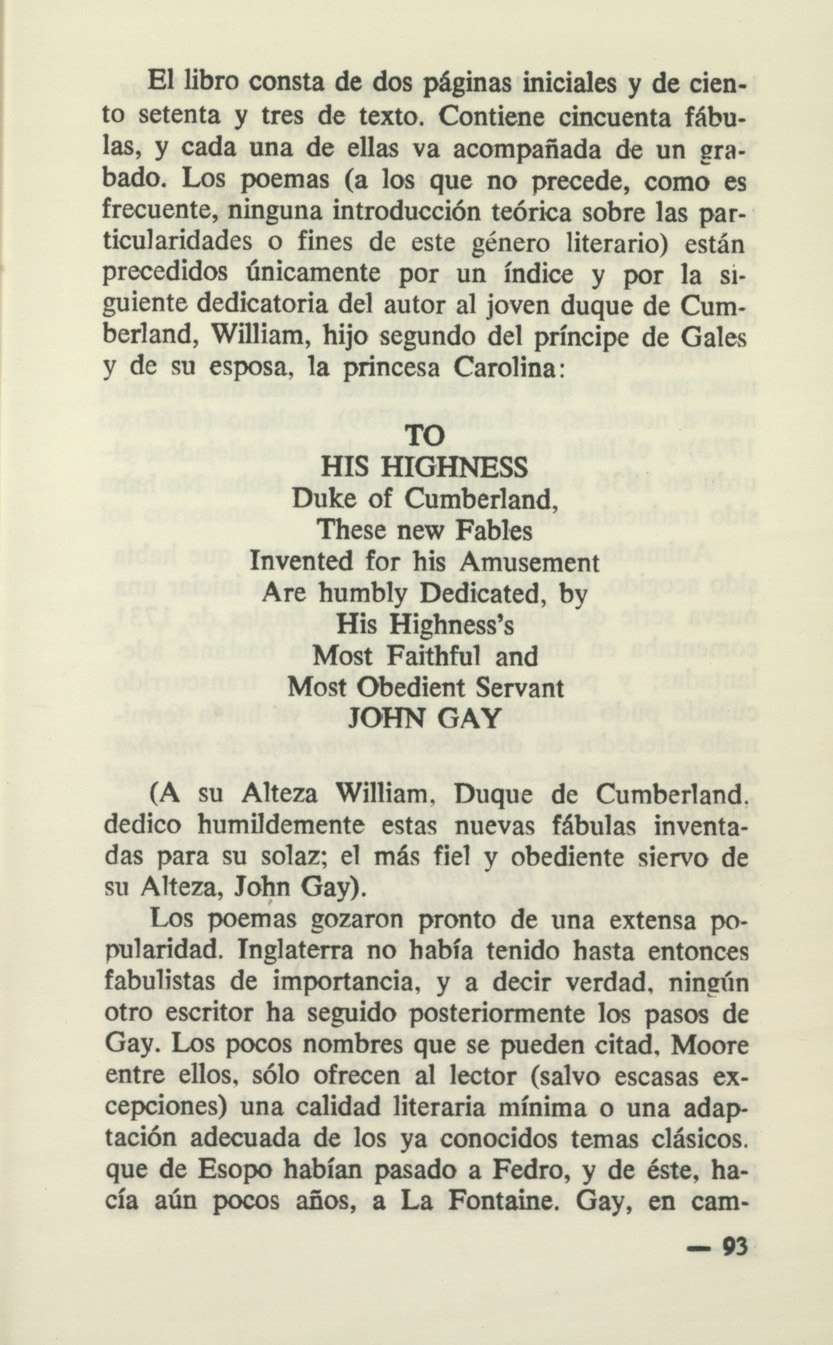 El libro consta de dos páginas iniciales y de cien-
to setenta y tres de texto. Contiene cincuenta fábu-
las, y cada una de ellas va acompañada de un gra-
bado. Los poemas (a los que no precede, como es
frecuente, ninguna introducción teórica sobre las par-
ticularidades o fines de este género literario) están
precedidos únicamente por un índice y por la si-
guiente dedicatoria del autor al joven duque de Cum-
berland, William, hijo segundo del príncipe de Gales
y de su esposa, la princesa Carolina:
TO
HIS HIGHNESS
Duke of Cumberland,
These new Fables
Invented for his Amusement
Are humbly Dedicated, by
His Highness's
Most Faithful and
Most Obedient Servant
JOHN GAY
(A su Alteza William, Duque de Cumberland.
dedico humildemente estas nuevas fábulas inventa-
das para su solaz; el más fiel y obediente siervo de
su Alteza, John Gay).
Los poemas gozaron pronto de una extensa po-
pularidad. Inglaterra no había tenido hasta entonces
fabulistas de importancia, y a decir verdad, ningún
otro escritor ha seguido posteriormente los pasos de
Gay. Los pocos nombres que se pueden citad, Moore
entre ellos, sólo ofrecen al lector (salvo escasas ex-
cepciones) una calidad literaria mínima o una adap-
tación adecuada de los ya conocidos temas clásicos.
que de Esopo habían pasado a Fedro, y de éste, ha-
cía aún pocos años, a La Fontaine. Gay, en cam-
— 93